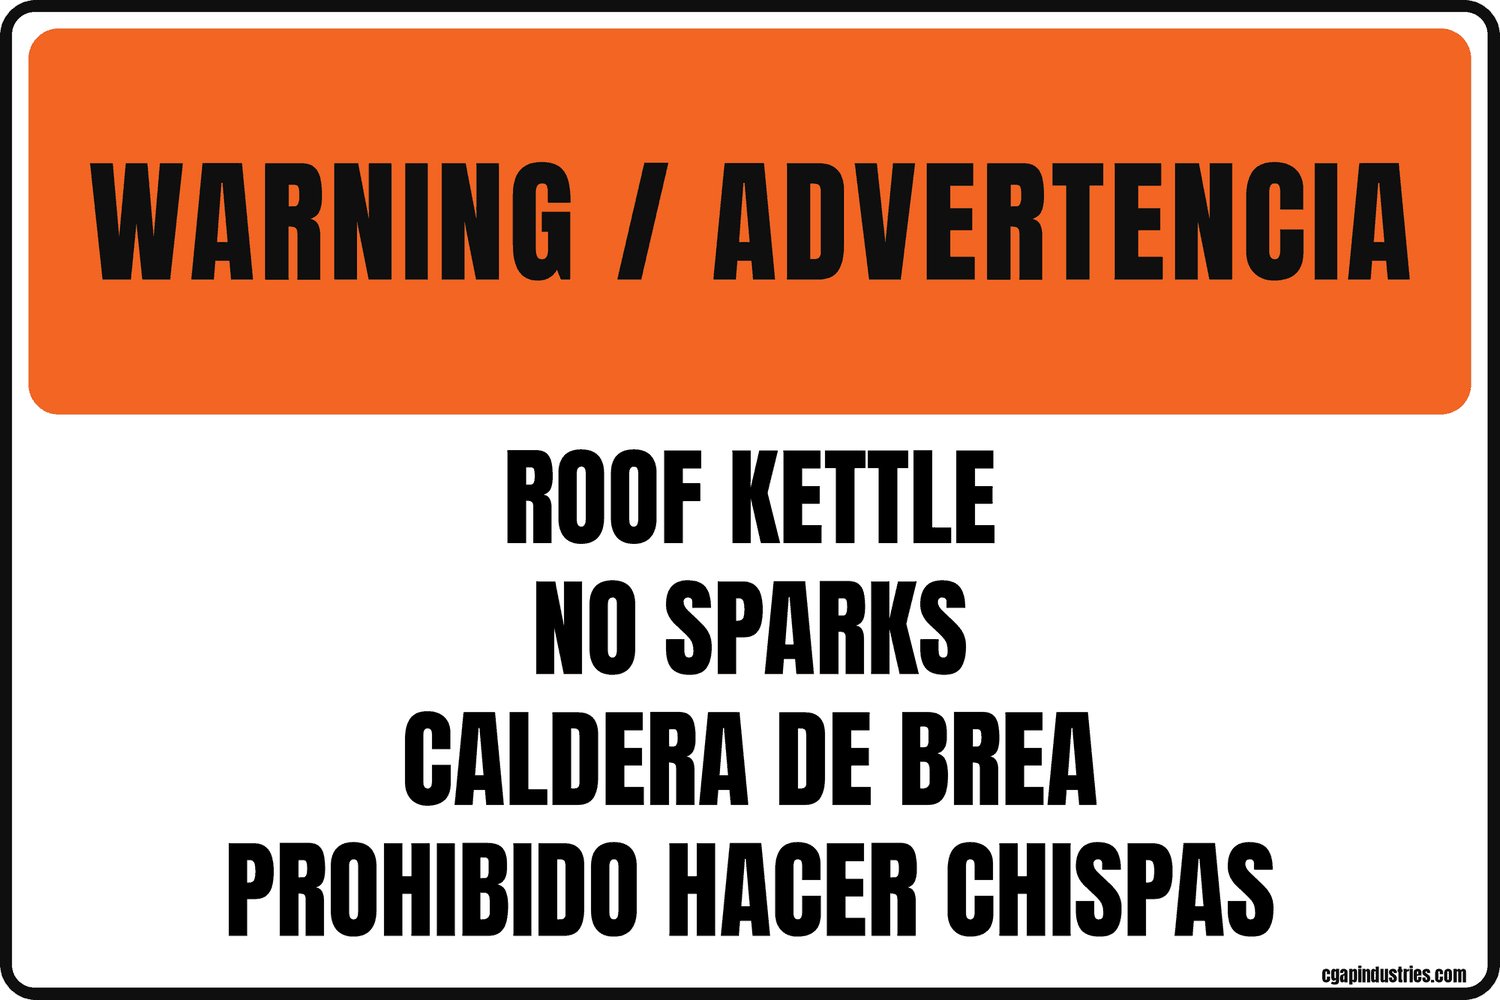 WARNING / ADVERTENCIA
ROOF KETTLE
NO SPARKS
CALDERA DE BREA
PROHIBIDO HACER CHISPAS
cgapindustries.com